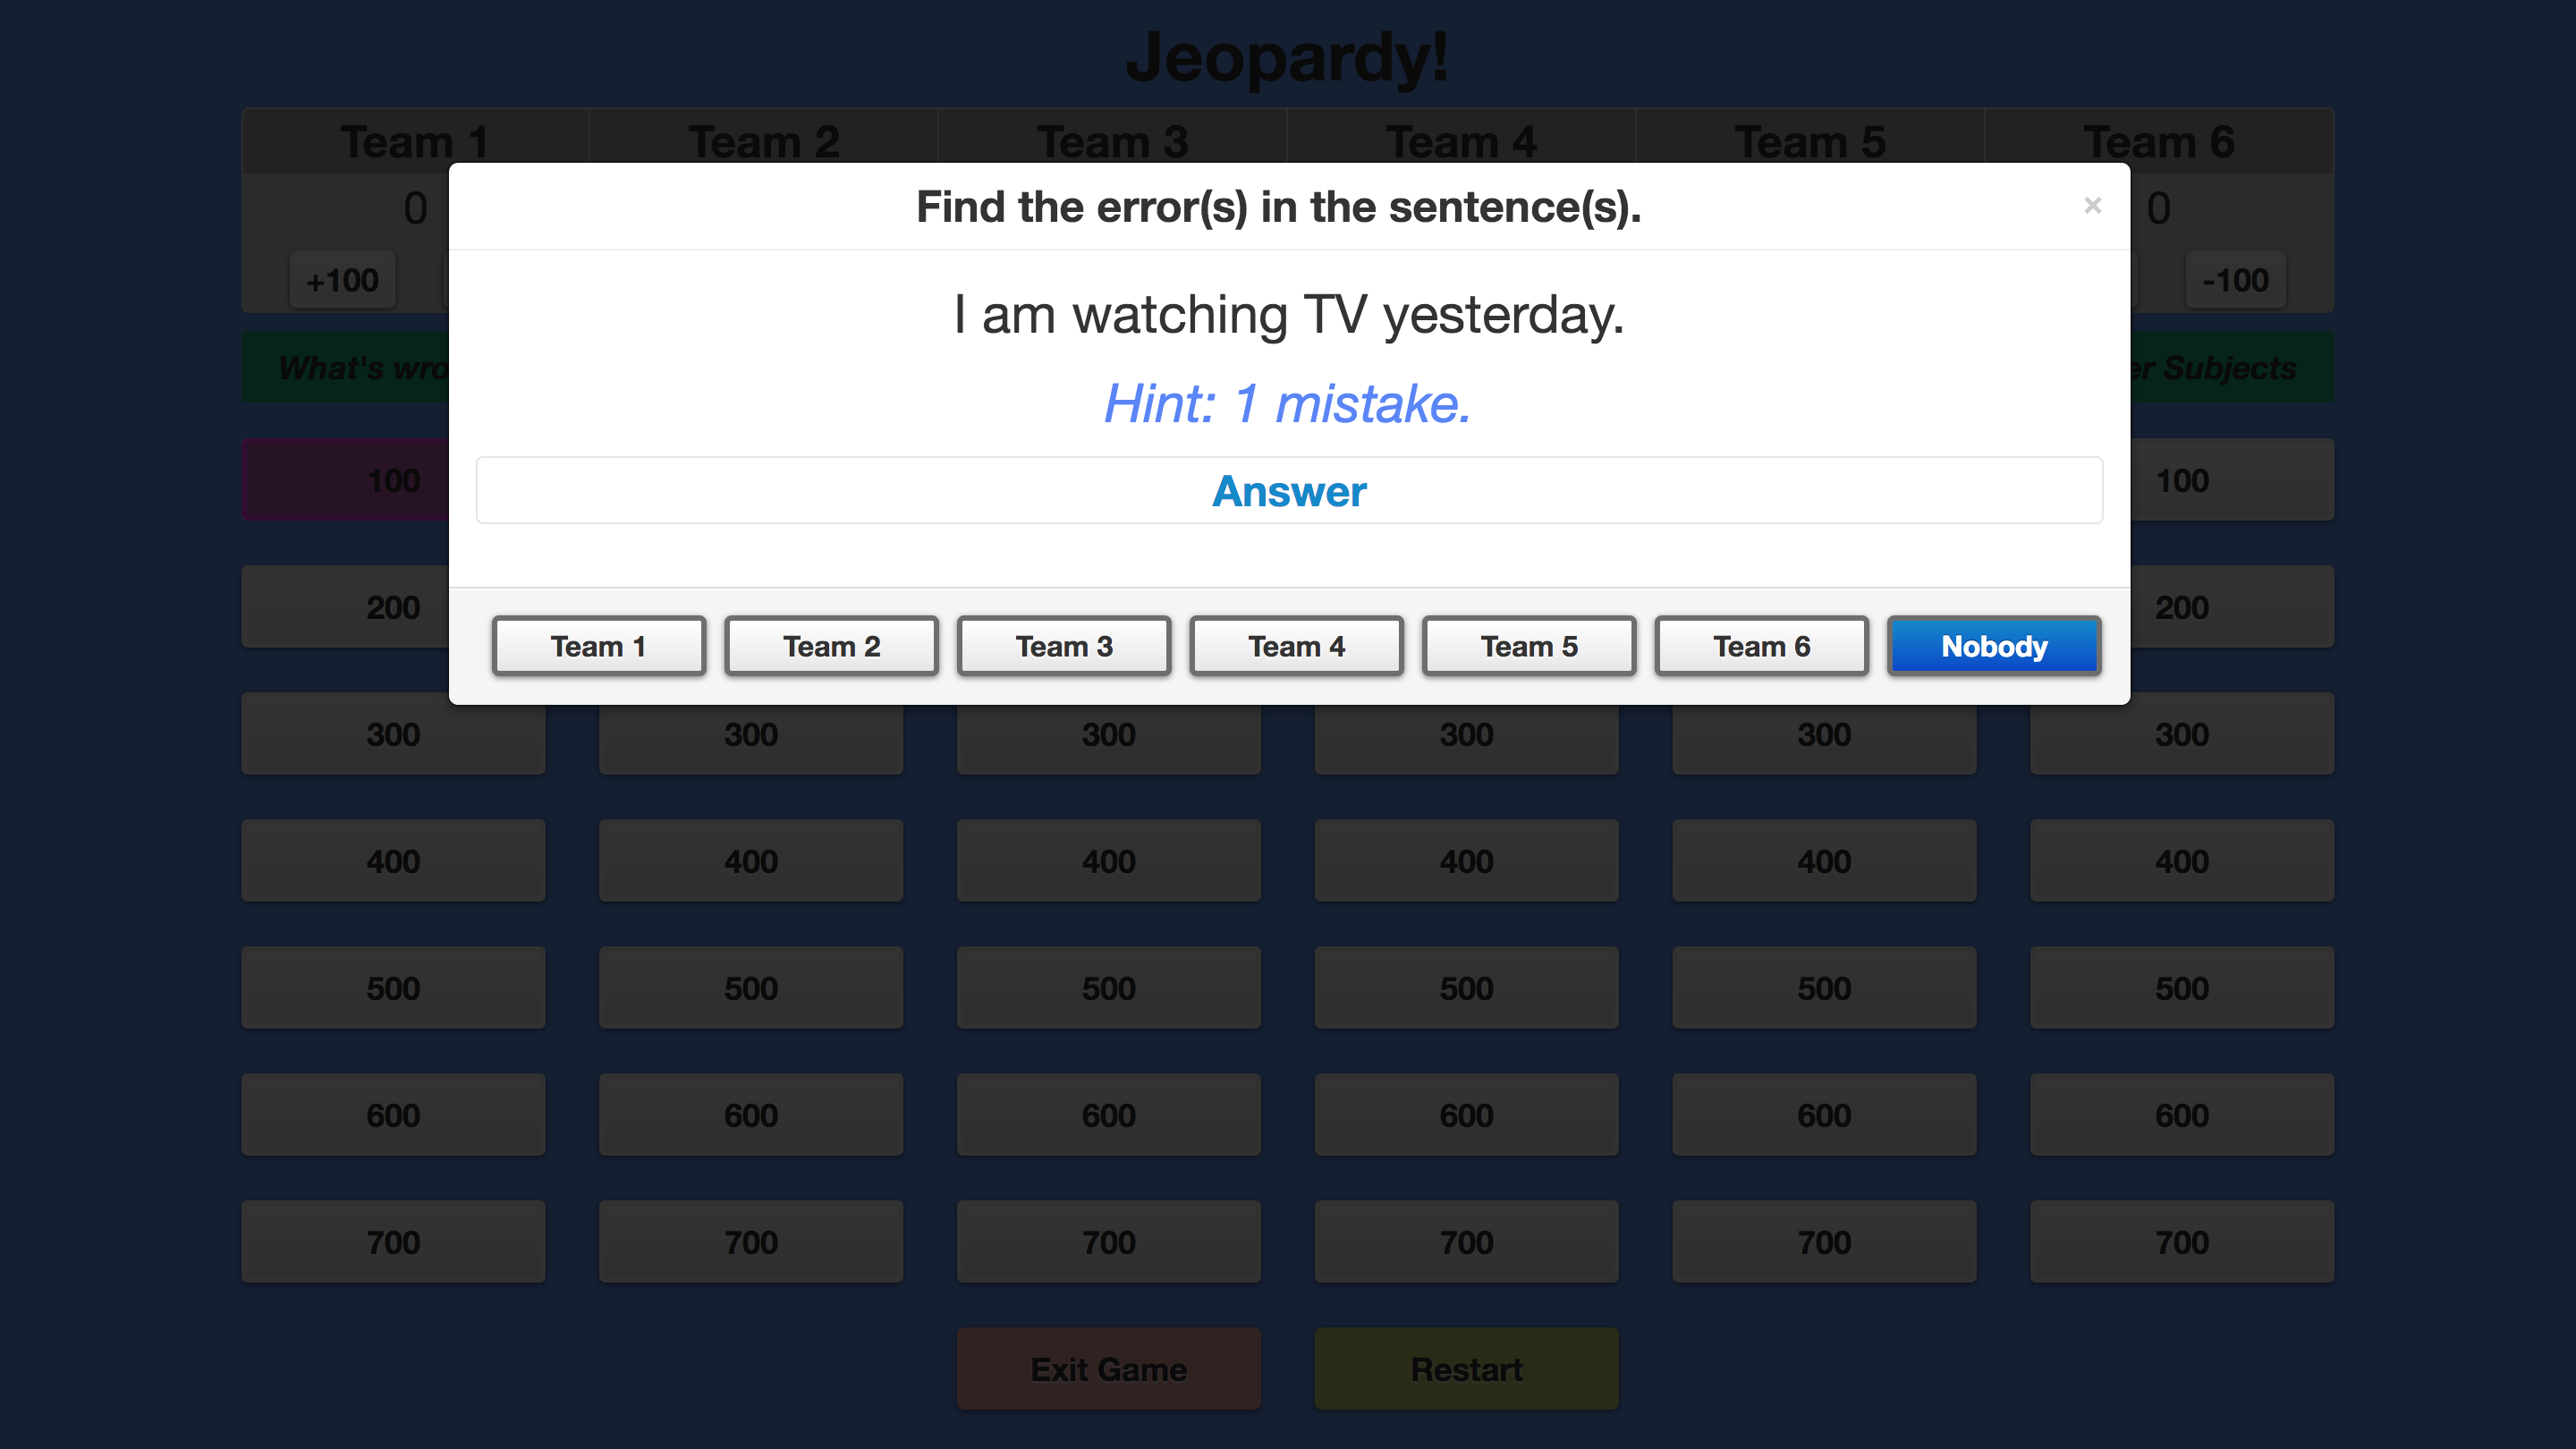 Jeopardy!
Team 1 Team 2 Team 3 Team 4 Team 5 Team 6
Find the error(s) in the sentence(s). ×
0 0
+100 -100
I am watching TV yesterday.
What's Subjects
Hint: 1 mistake.
100 100
Answer
200 200
Team 1 Team 2 Team 3 Team 4 Team 5 Team 6 Nobody
300 300 300 300 300 300
400 400 400 400 400 400
500 500 500 500 500 500
600 600 600 600 600 600
700 700 700 700 700 700
Exit Game Restart